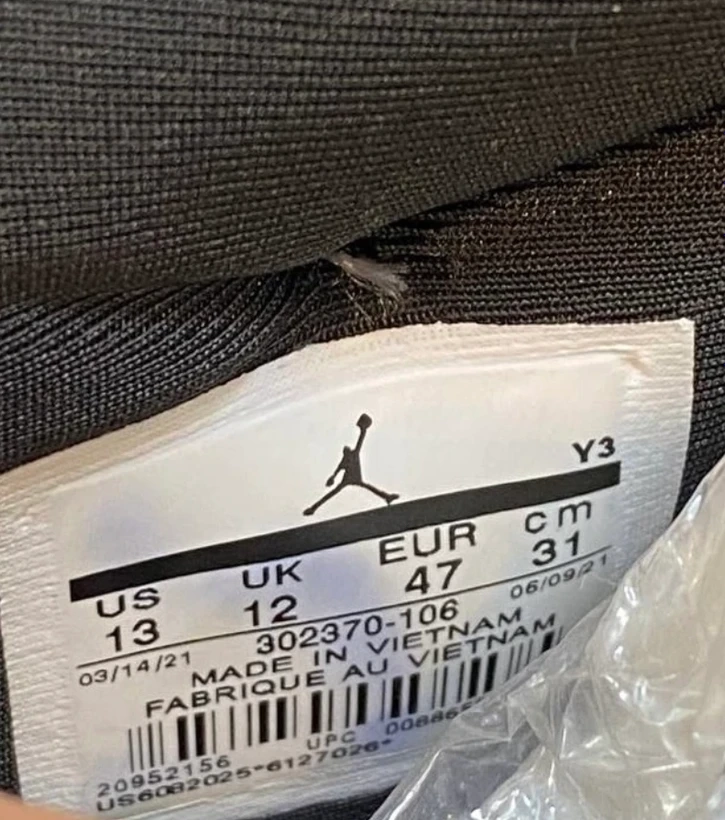 Y3
US UK EUR cm
13 12 47 31
03/14/21 302370-106 06/09/21
MADE IN VIETNAM
FABRIQUE AU VIETNAM
20952156 UPC
US6082025*6127026*